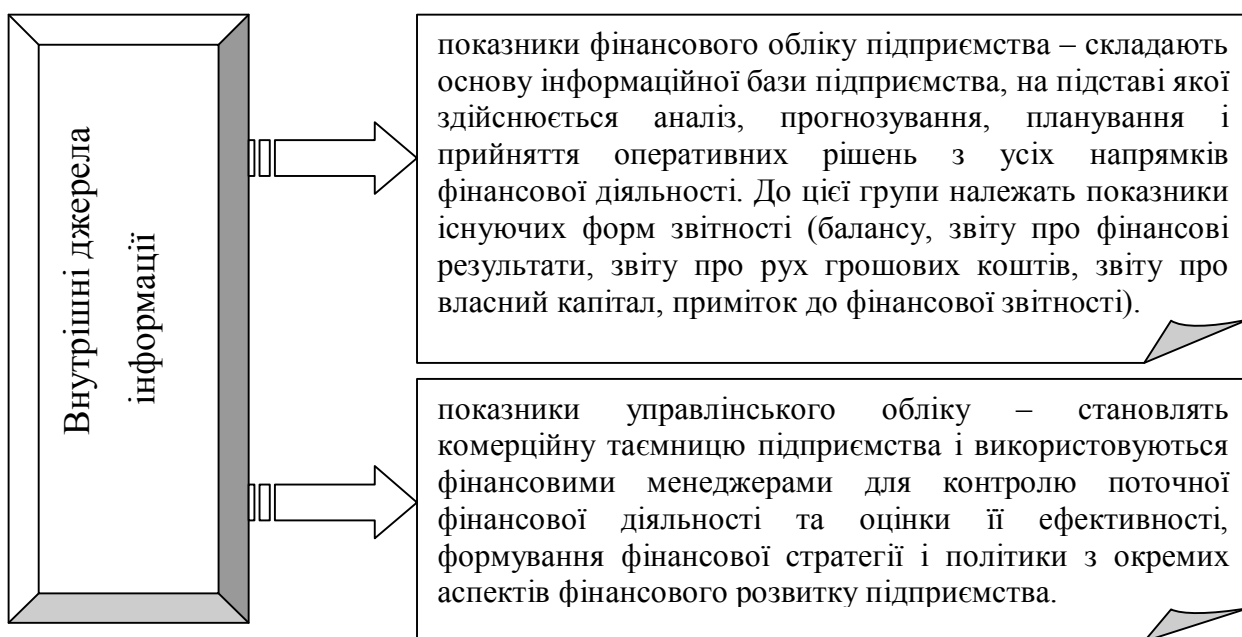 Внутрішні джерела
інформації
показники фінансового обліку підприємства – складають
основу інформаційної бази підприємства, на підставі якої
здійснюється аналіз, прогнозування, планування і
прийняття оперативних рішень з усіх напрямків
фінансової діяльності. До цієї групи належать показники
існуючих форм звітності (балансу, звіту про фінансові
результати, звіту про рух грошових коштів, звіту про
власний капітал, приміток до фінансової звітності).
показники управлінського обліку – становлять
комерційну таємницю підприємства і використовуються
фінансовими менеджерами для контролю поточної
фінансової діяльності та оцінки її ефективності,
формування фінансової стратегії і політики з окремих
аспектів фінансового розвитку підприємства.